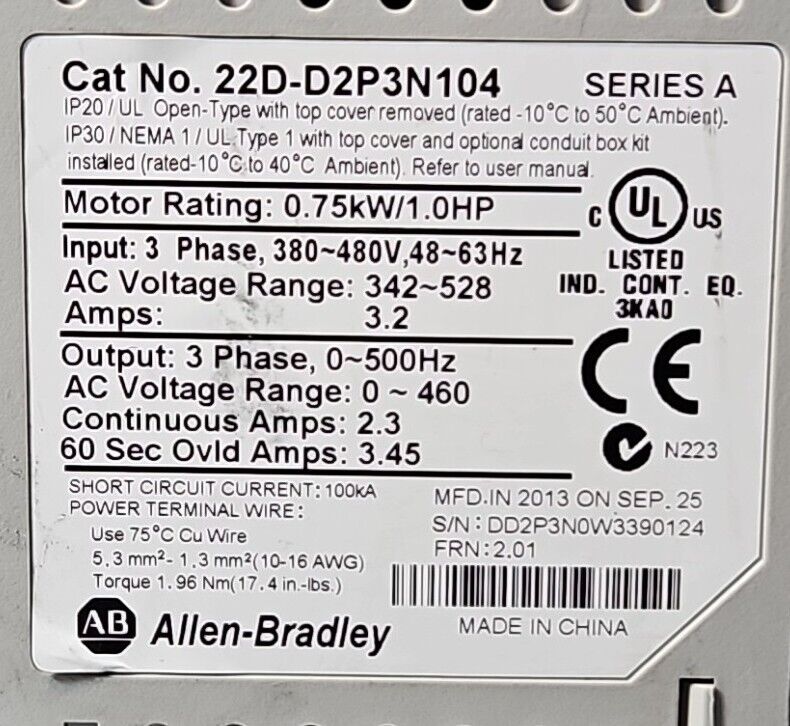 Cat No. 22D-D2P3N104 SERIES A
IP20 / UL Open-Type with top cover removed (rated -10°C to 50°C Ambient).
IP30 / NEMA 1 / UL Type 1 with top cover and optional conduit box kit
installed (rated-10°C to 40°C Ambient). Refer to user manual.
Motor Rating: 0.75kW/1.0HP
C UL US
LISTED
IND. CONT. EQ.
3KA0
Input: 3 Phase, 380~480V,48~63Hz
AC Voltage Range: 342~528
Amps: 3.2
Output: 3 Phase, 0~500Hz
AC Voltage Range: 0 ~ 460
Continuous Amps: 2.3
60 Sec Ovld Amps: 3.45
CE
N223
SHORT CIRCUIT CURRENT: 100kA
POWER TERMINAL WIRE:
Use 75°C Cu Wire
5.3 mm²- 1.3 mm²(10-16 AWG)
Torque 1.96 Nm(17.4 in.-lbs.)
MFD.IN 2013 ON SEP. 25
S/N : DD2P3N0W3390124
FRN:2.01
AB Allen-Bradley
MADE IN CHINA